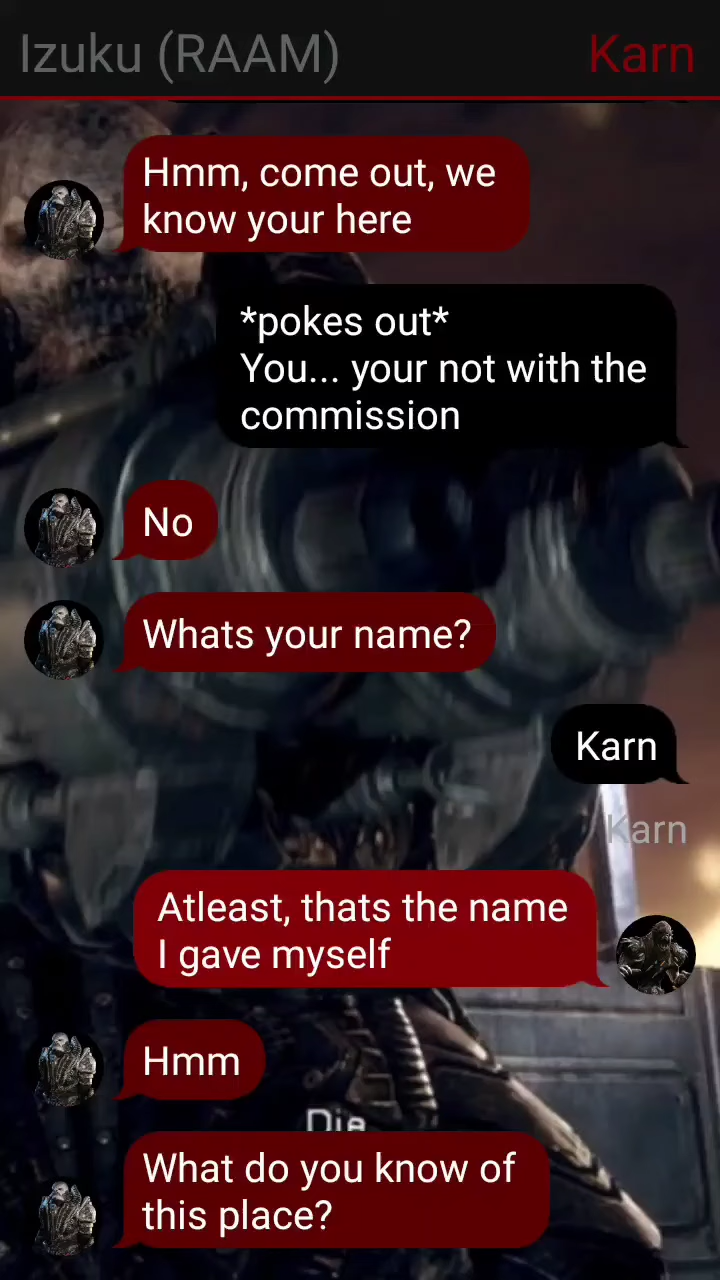 Izuku (RAAM) Karn
Hmm, come out, we
know your here
*pokes out*
You... your not with the
commission
No
Whats your name?
Karn
Karn
Atleast, thats the name
I gave myself
Hmm
Die
What do you know of
this place?